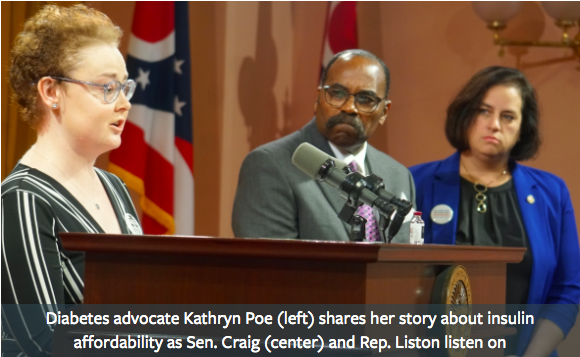 Diabetes advocate Kathryn Poe (left) shares her story about insulin
affordability as Sen. Craig (center) and Rep. Liston listen on